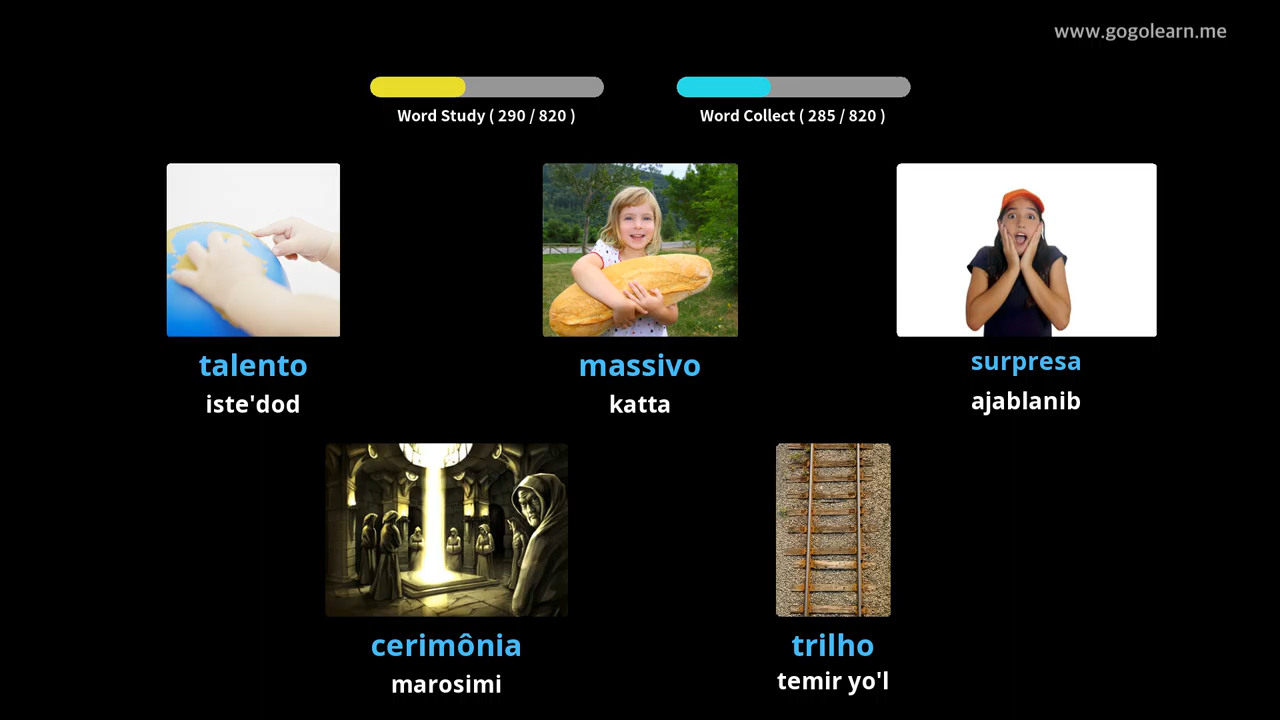 www.gogolearn.me
Word Study ( 290 / 820 )
Word Collect ( 285 / 820 )
talento
iste'dod
massivo
katta
surpresa
ajablanib
cerimônia
marosimi
trilho
temir yo'l